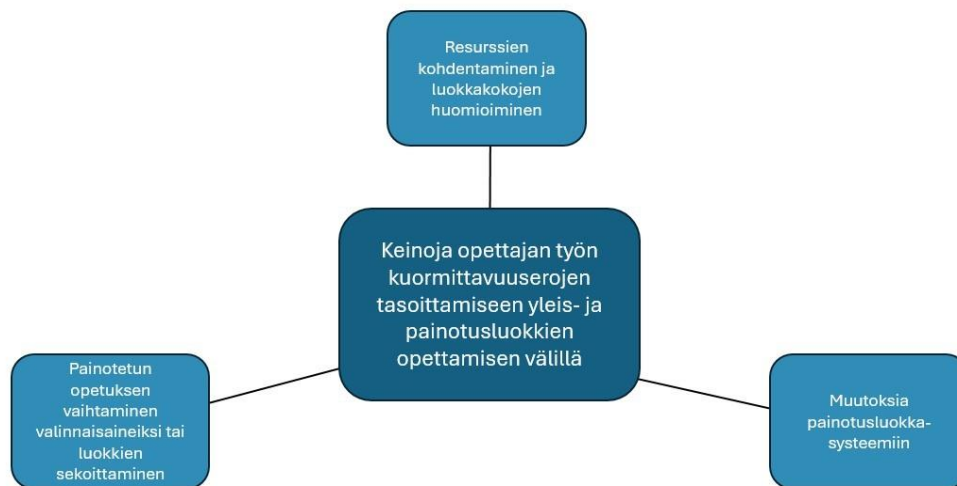 Resurssien
kohdentaminen ja
luokkakokojen
huomioiminen
Keinoja opettajan työn
kuormittavuuserojen
tasoittamiseen yleis- ja
painotusluokkien
opettamisen välillä
Painotetun
opetuksen
vaihtaminen
valinnaisaineiksi tai
luokkien
sekoittaminen
Muutoksia
painotusluokka-
systeemiin